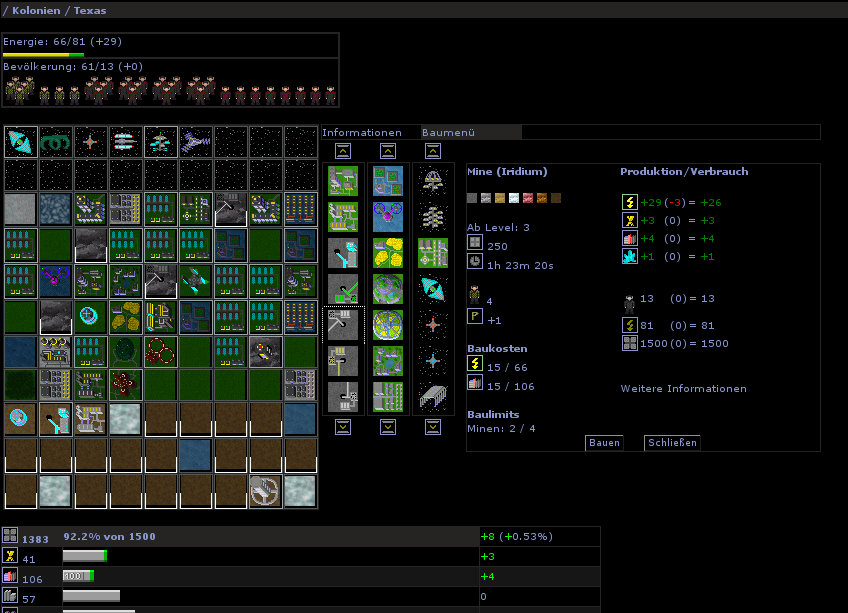 / Kolonien / Texas
Energie: 66/81 (+29)
Bevölkerung: 61/13 (+0)
Informationen
Baumenü
Mine (Iridium)
Ab Level: 3
250
1h 23m 20s
4
P +1
Baukosten
15 / 66
15 / 106
Baulimits
Minen: 2 / 4
Produktion/Verbrauch
+29 (-3) = +26
+3 (0) = +3
+4 (0) = +4
+1 (0) = +1
13 (0) = 13
81 (0) = 81
1500 (0) = 1500
Weitere Informationen
Bauen
Schließen
1383 92.2% von 1500 +8 (+0.53%)
41 +3
106 100 +4
57 0